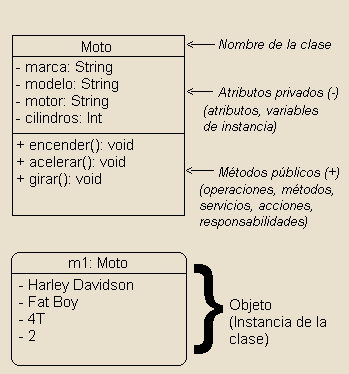 Moto
Nombre de la clase
- marca: String
- modelo: String
- motor: String
- cilindros: Int
Atributos privados (-)
(atributos, variables
de instancia)
+ encender(): void
+ acelerar(): void
+ girar(): void
Métodos públicos (+)
(operaciones, métodos,
servicios, acciones,
responsabilidades)
m1: Moto
- Harley Davidson
- Fat Boy
- 4T
- 2
Objeto
(Instancia de la
clase)